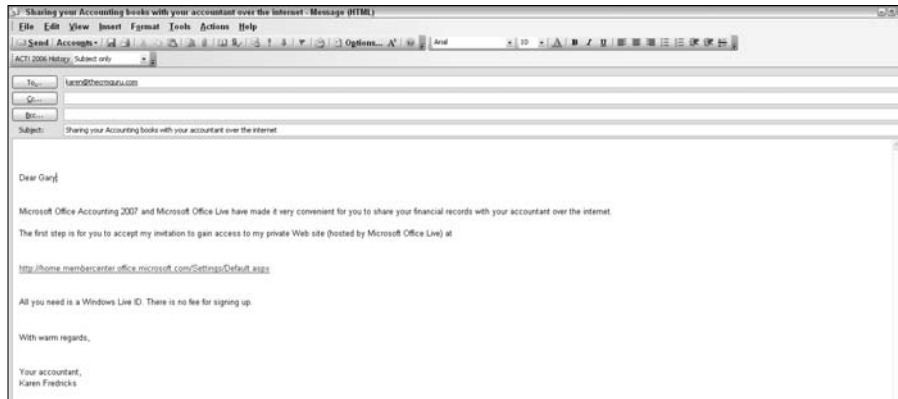 Sharing your Accounting books with your accountant over the internet - Message (HTML)
File Edit View Insert Format Tools Actions Help
Send Accounts Options... Arial 10 A B I U
ACT! 2006 History, Subject only
To...
karen@thecrmguru.com
Cc...
Bcc...
Subject: Sharing your Accounting books with your accountant over the internet
Dear Gary
Microsoft Office Accounting 2007 and Microsoft Office Live have made it very convenient for you to share your financial records with your accountant over the internet.
The first step is for you to accept my invitation to gain access to my private Web site (hosted by Microsoft Office Live) at
http://home.membercenter.office.microsoft.com/Settings/Default.aspx
All you need is a Windows Live ID. There is no fee for signing up.
With warm regards,
Your accountant,
Karen Fredricks